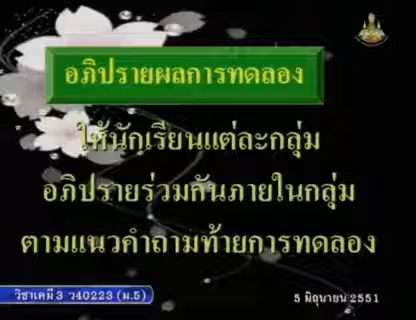 อภิปรายผลการทดลอง
ให้นักเรียนแต่ละกลุ่ม
อภิปรายร่วมกันภายในกลุ่ม
ตามแนวคำถามท้ายการทดลอง
วิชาเคมี 3 ว40223 (ม.5)
5 มิถุนายน 2551